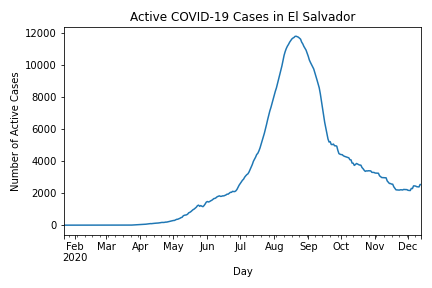 Active COVID-19 Cases in El Salvador
12000
10000
8000
6000
4000
2000
0
Number of Active Cases
Feb Mar Apr May Jun Jul Aug Sep Oct Nov Dec
2020
Day